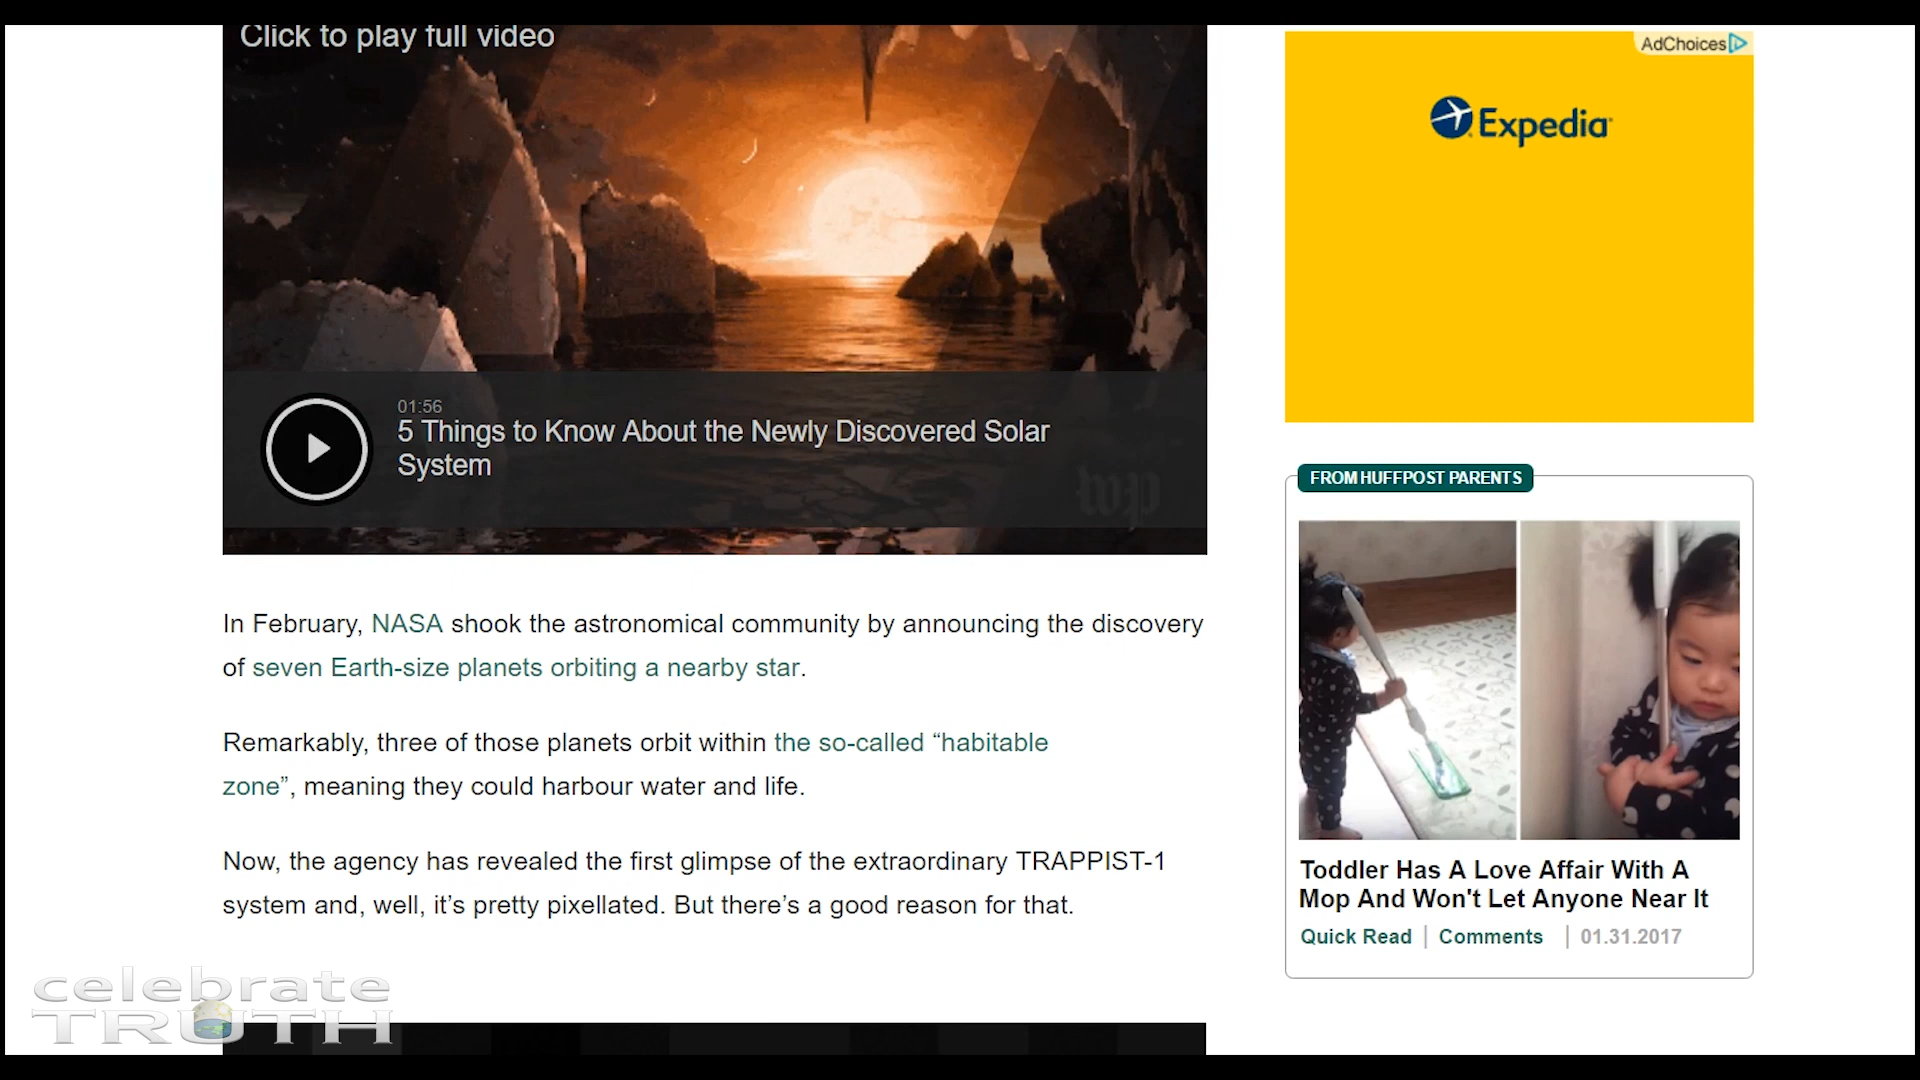 Click to play full video
01:56
5 Things to Know About the Newly Discovered Solar
System
wp
In February, NASA shook the astronomical community by announcing the discovery
of seven Earth-size planets orbiting a nearby star.
Remarkably, three of those planets orbit within the so-called “habitable
zone”, meaning they could harbour water and life.
Now, the agency has revealed the first glimpse of the extraordinary TRAPPIST-1
system and, well, it’s pretty pixellated. But there’s a good reason for that.
AdChoices
Expedia
FROM HUFFPOST PARENTS
Toddler Has A Love Affair With A
Mop And Won't Let Anyone Near It
Quick Read | Comments | 01.31.2017
celebrate
TRUTH